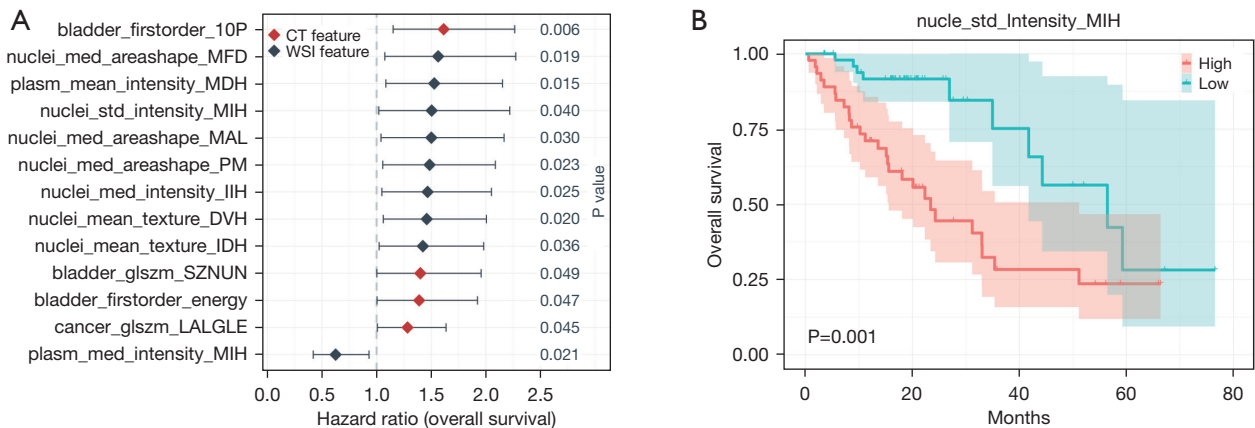 A
bladder_firstorder_10P 0.006
nuclei_med_areashape_MFD 0.019
plasm_mean_intensity_MDH 0.015
nuclei_std_intensity_MIH 0.040
nuclei_med_areashape_MAL 0.030
nuclei_med_areashape_PM 0.023
nuclei_med_intensity_IIH 0.025
nuclei_mean_texture_DVH 0.020
nuclei_mean_texture_IDH 0.036
bladder_glszm_SZNUN 0.049
bladder_firstorder_energy 0.047
cancer_glszm_LALGLE 0.045
plasm_med_intensity_MIH 0.021
CT feature
WSI feature
P value
0.0 0.5 1.0 1.5 2.0 2.5
Hazard ratio (overall survival)
B
nucle_std_Intensity_MIH
High
Low
Overall survival
1.00
0.75
0.50
0.25
0.00
P=0.001
0 20 40 60 80
Months